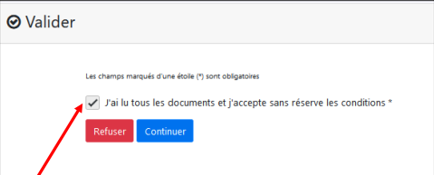 Valider
Les champs marqués d'une étoile (*) sont obligatoires
J'ai lu tous les documents et j'accepte sans réserve les conditions *
Refuser Continuer